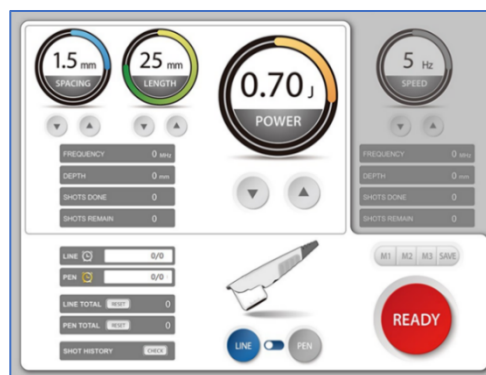 1.5 mm
SPACING
25 mm
LENGTH
0.70 J
POWER
5 Hz
SPEED
FREQUENCY 0 MHz
DEPTH 0 mm
SHOTS DONE 0
SHOTS REMAIN 0
FREQUENCY 0 MHz
DEPTH 0 mm
SHOTS DONE 0
SHOTS REMAIN 0
LINE 0/0
PEN 0/0
LINE TOTAL RESET 0
PEN TOTAL RESET 0
SHOT HISTORY CHECK
LINE PEN
M1 M2 M3 SAVE
READY